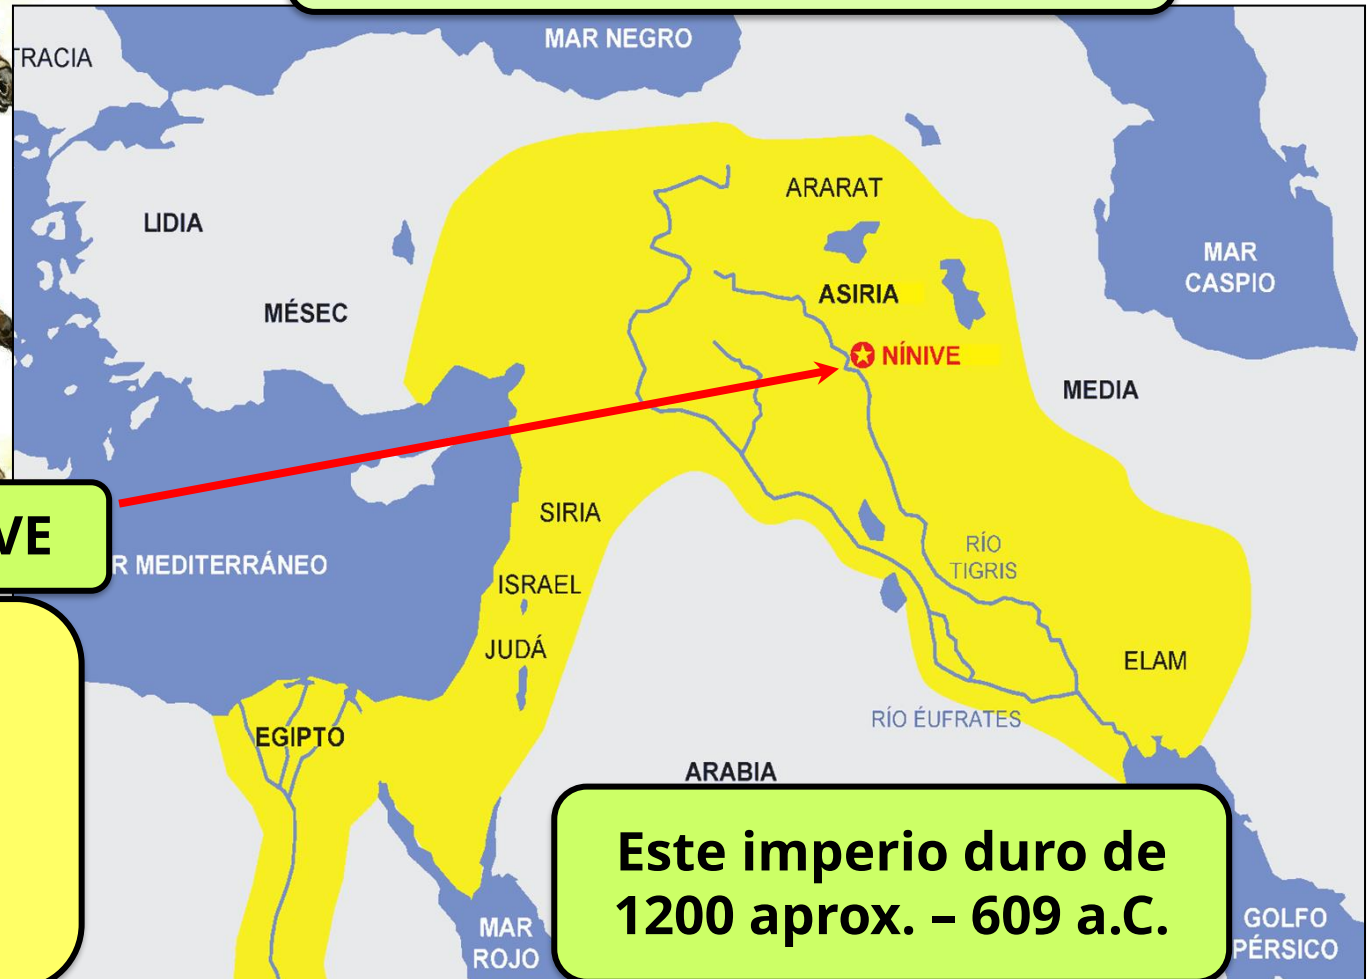 MAR NEGRO
TRACIA
ARARAT
LIDIA
MAR
CASPIO
ASIRIA
MÉSEC
NÍNIVE
MEDIA
SIRIA
VE
R MEDITERRÁNEO
RÍO
TIGRIS
ISRAEL
JUDÁ
ELAM
RÍO ÉUFRATES
EGIPTO
ARABIA
Este imperio duro de
1200 aprox. – 609 a.C.
MAR
ROJO
GOLFO
PÉRSICO